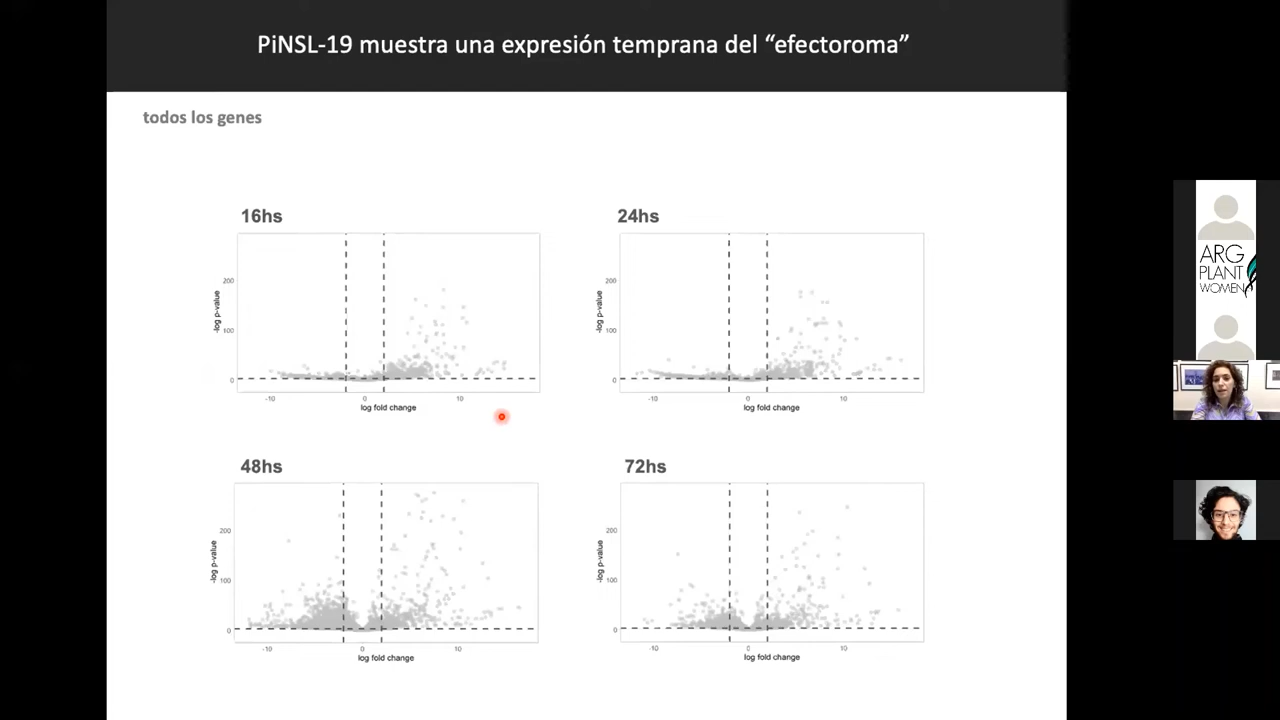 PiNSL-19 muestra una expresión temprana del “efectoroma”
todos los genes
16hs
200
100
0
-log p-value
-10 0 10
log fold change
24hs
200
100
0
-log p-value
-10 0 10
log fold change
48hs
200
100
0
-log p-value
-10 0 10
log fold change
72hs
200
100
0
-log p-value
-10 0 10
log fold change
ARG
PLANT
WOMEN